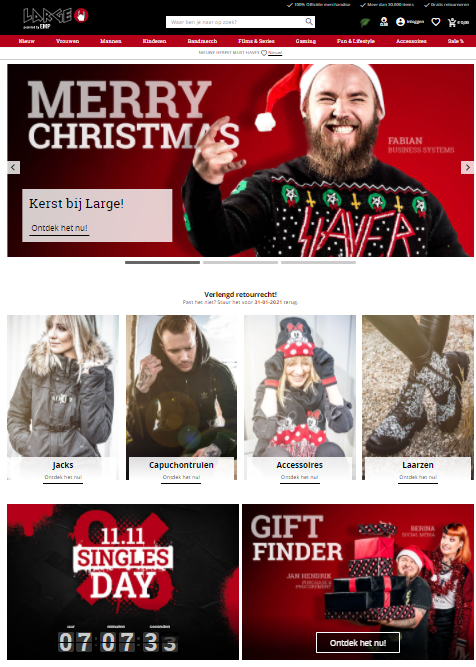 100% Officiële merchandise
Meer dan 30.000 items
Gratis retourneren
LARGE
powered by EMP
Waar ben je naar op zoek?
Inloggen
€ 0,00
Nieuw
Vrouwen
Mannen
Kinderen
Bandmerch
Films & Series
Gaming
Fun & Lifestyle
Accessoires
Sale %
NIEUWE HERFST MUST-HAVES
Nieuw!
MERRY
CHRISTMAS
FABIAN
BUSINESS SYSTEMS
SLAYER
Kerst bij Large!
Ontdek het nu!
Verlengd retourrecht!
Past het niet? Stuur het voor 31-01-2021 terug.
Jacks
Ontdek het nu!
Capuchontruien
Ontdek het nu!
Accessoires
Ontdek het nu!
Laarzen
Ontdek het nu!
11.11
SINGLES
DAY
uur
minuten
seconden
07 07 33
GIFT
FINDER
BERINA
SOCIAL MEDIA
JAN HENDRIK
PURCHASE &
PROCUREMENT
Ontdek het nu!